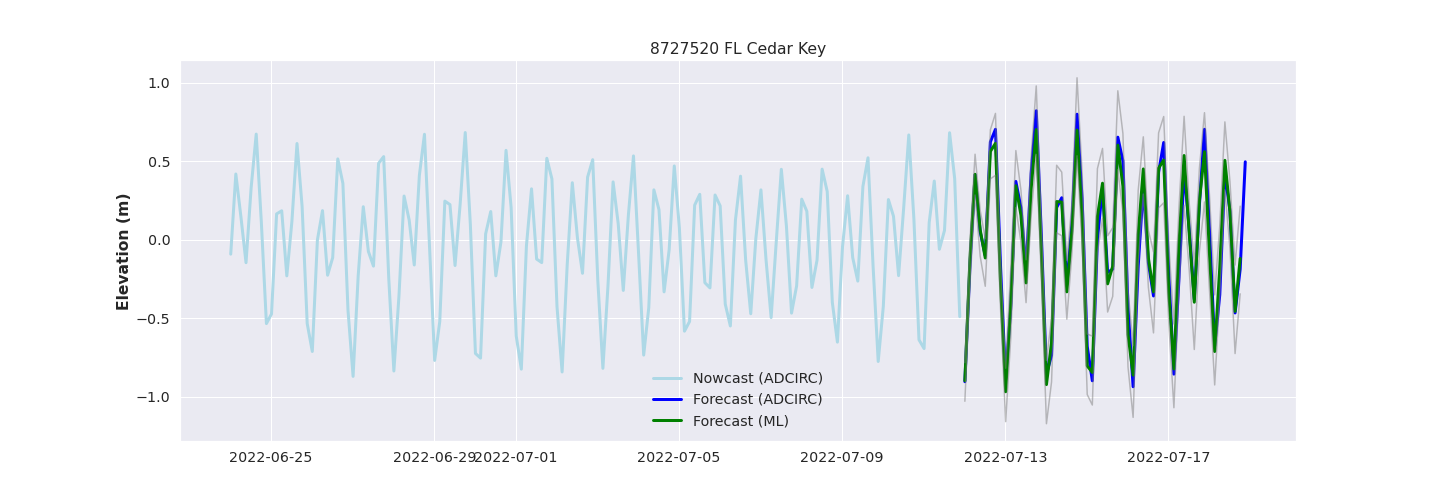 8727520 FL Cedar Key
Elevation (m)
1.0
0.5
0.0
−0.5
−1.0
Nowcast (ADCIRC)
Forecast (ADCIRC)
Forecast (ML)
2022-06-25
2022-06-29
2022-07-01
2022-07-05
2022-07-09
2022-07-13
2022-07-17